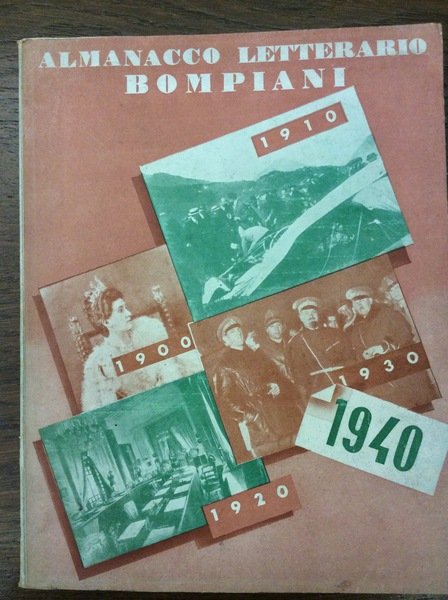 ALMANACCO LETTERARIO
BOMPIANI
1910
1900
1930
1940
1920